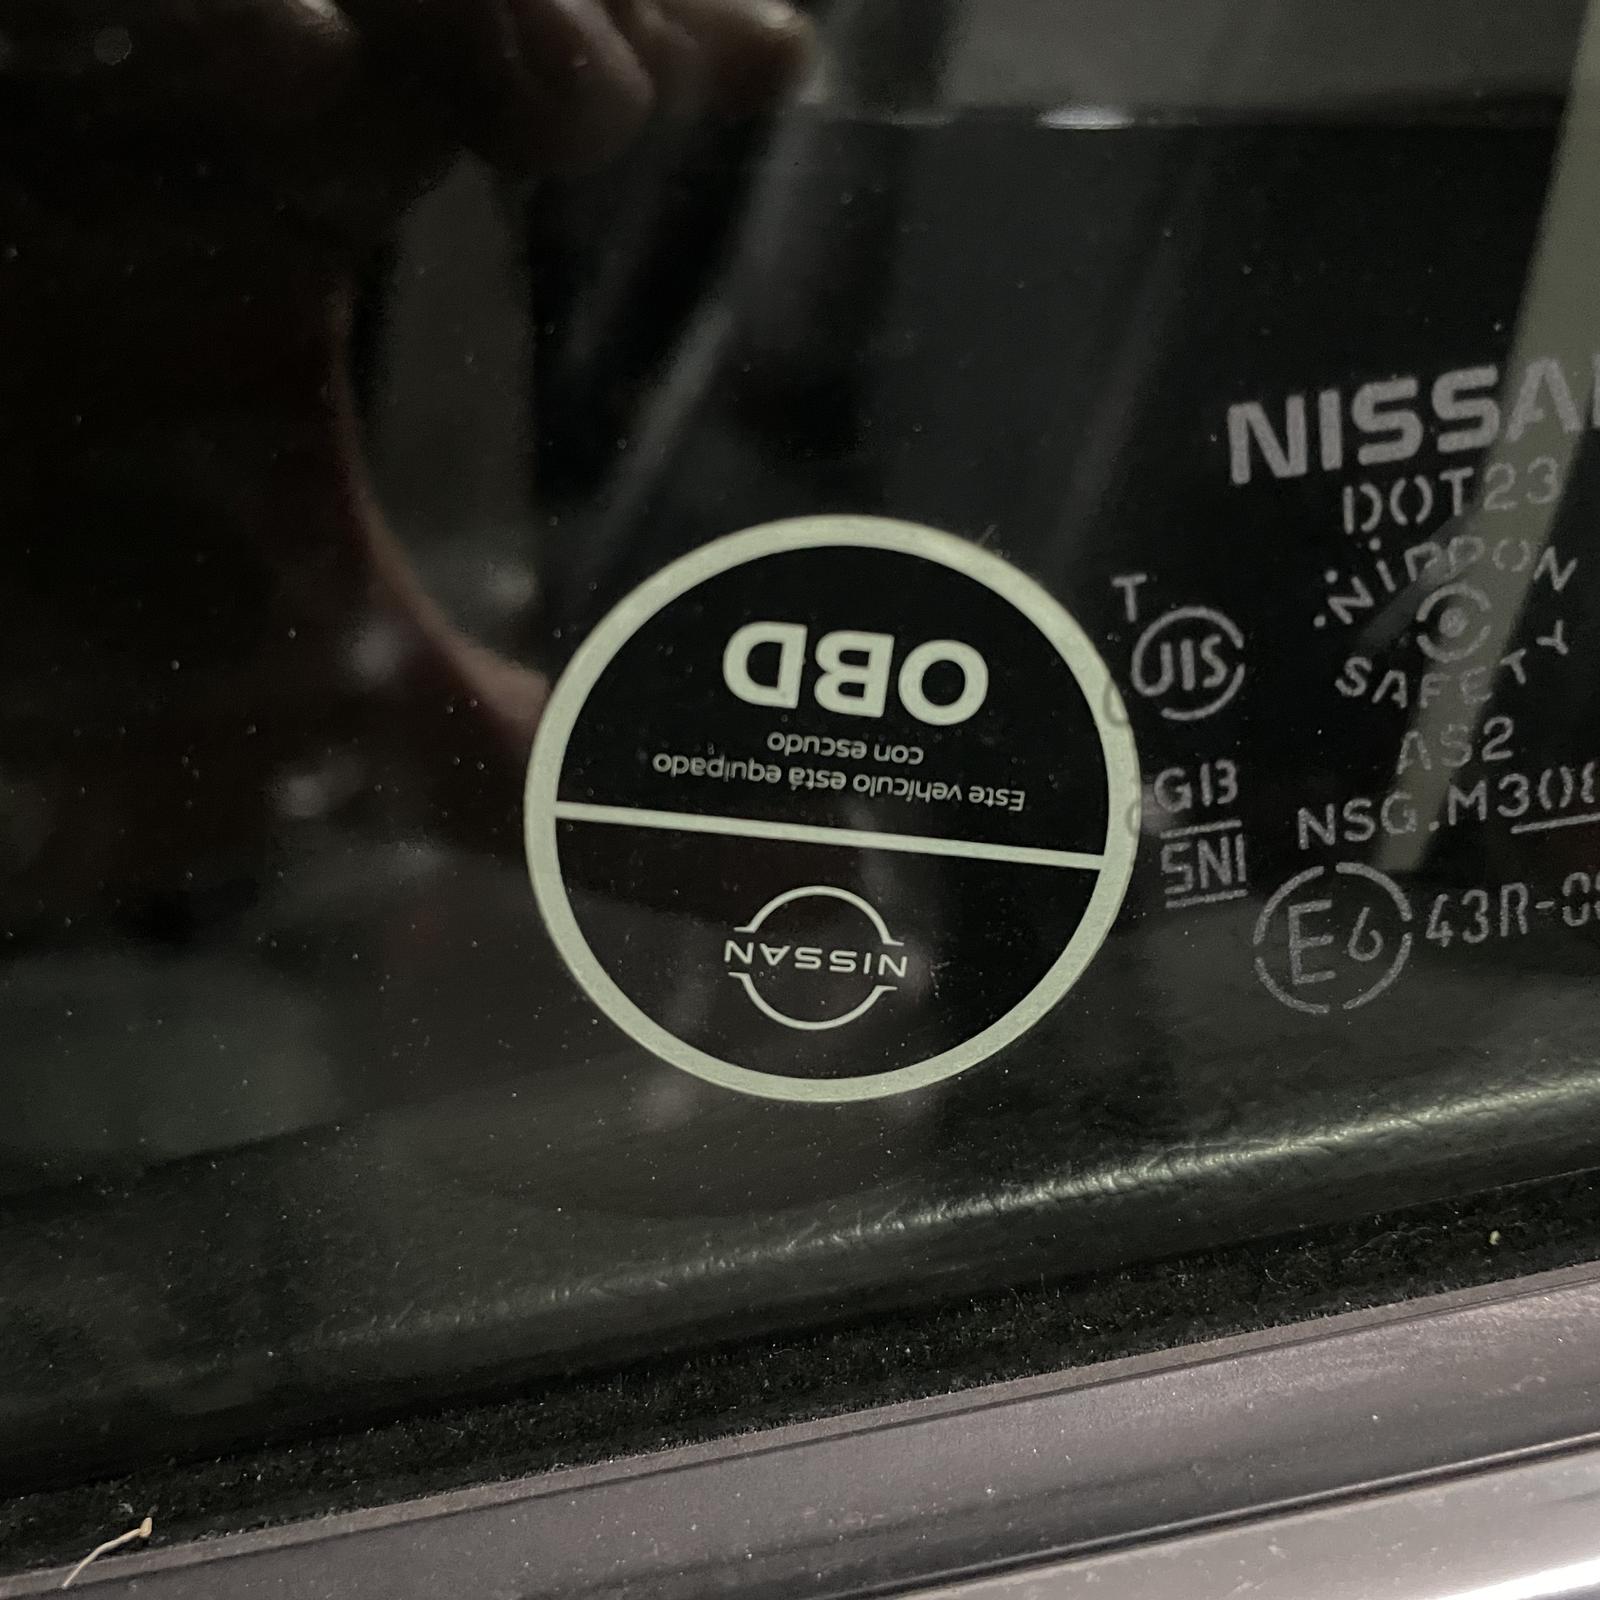 NISSAN
Este vehículo está equipado
con escudo
OBD
T
JIS
G13
SNI
NISSA
DOT23
NIPPON
SAFETY
AS2
NSG.M30
E6 43R-0